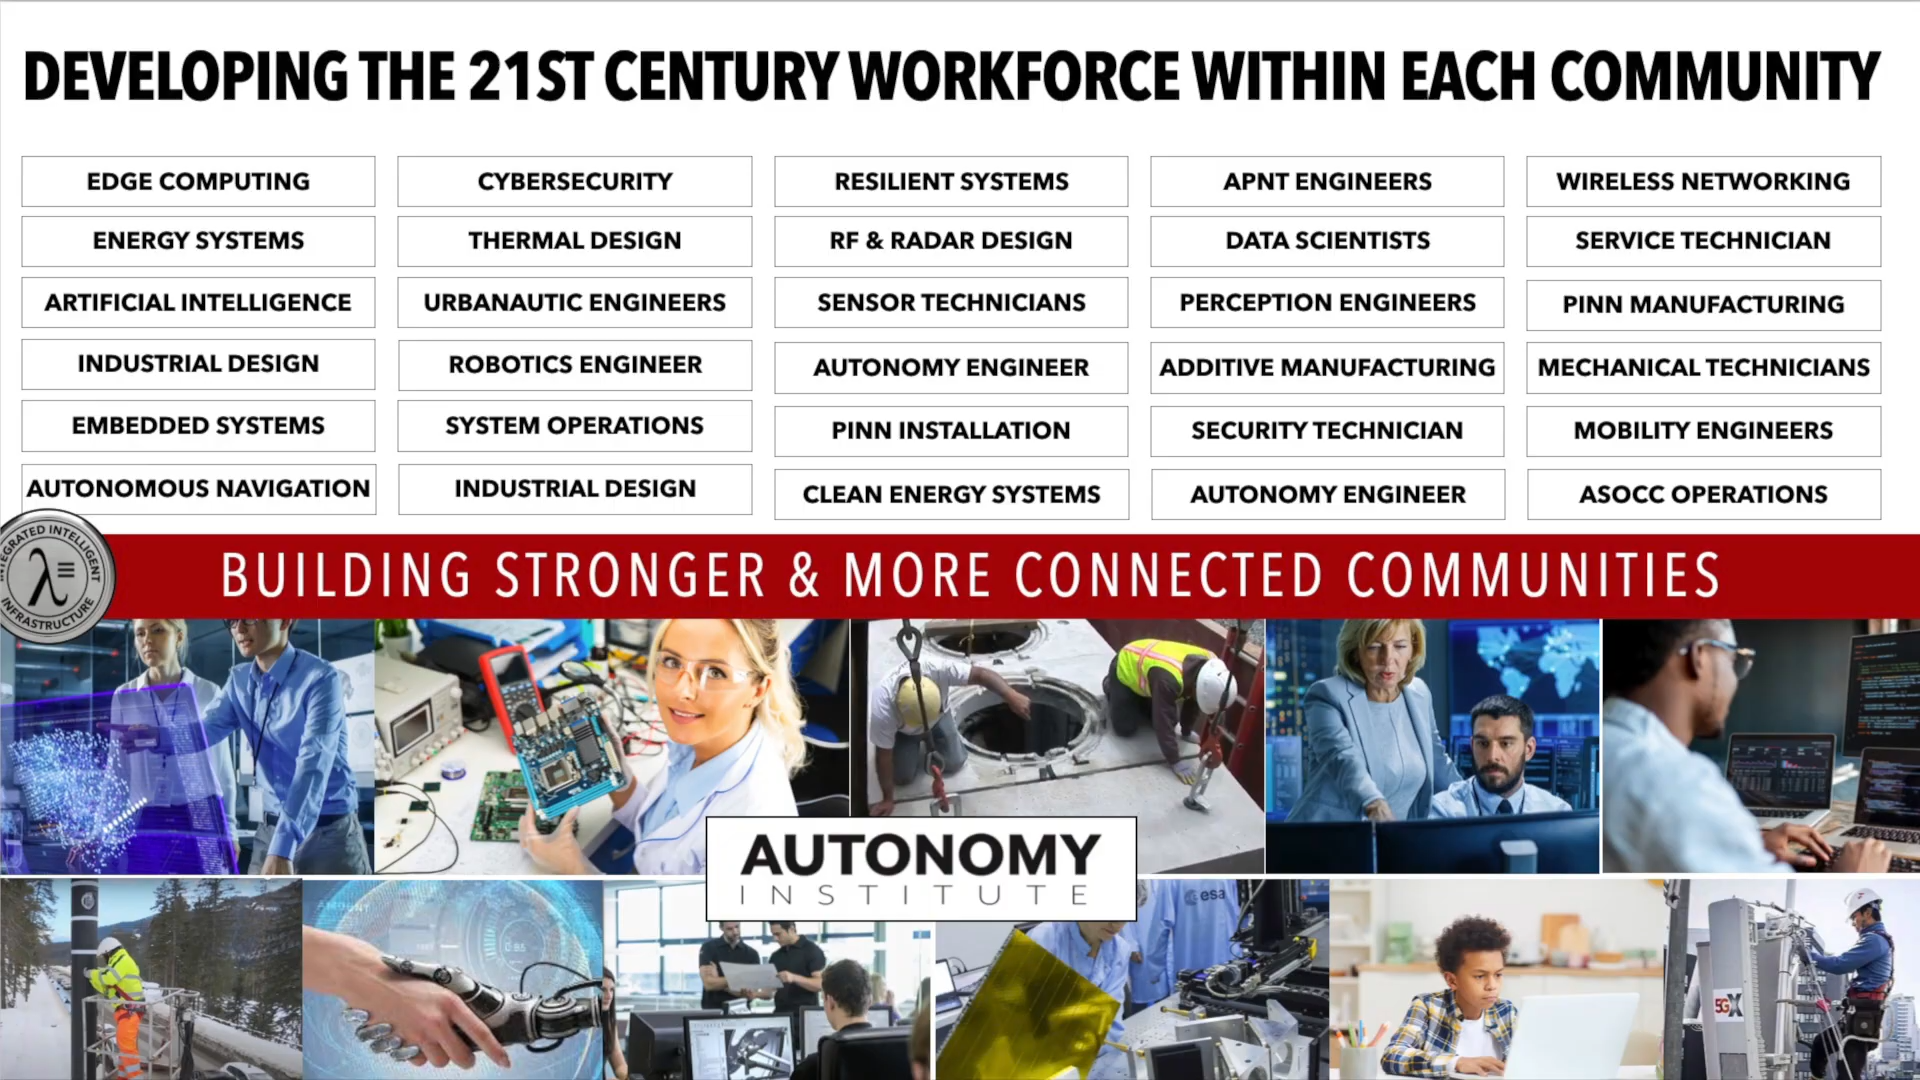 DEVELOPING THE 21ST CENTURY WORKFORCE WITHIN EACH COMMUNITY
EDGE COMPUTING
CYBERSECURITY
RESILIENT SYSTEMS
APNT ENGINEERS
WIRELESS NETWORKING
ENERGY SYSTEMS
THERMAL DESIGN
RF & RADAR DESIGN
DATA SCIENTISTS
SERVICE TECHNICIAN
ARTIFICIAL INTELLIGENCE
URBANAUTIC ENGINEERS
SENSOR TECHNICIANS
PERCEPTION ENGINEERS
PINN MANUFACTURING
INDUSTRIAL DESIGN
ROBOTICS ENGINEER
AUTONOMY ENGINEER
ADDITIVE MANUFACTURING
MECHANICAL TECHNICIANS
EMBEDDED SYSTEMS
SYSTEM OPERATIONS
PINN INSTALLATION
SECURITY TECHNICIAN
MOBILITY ENGINEERS
AUTONOMOUS NAVIGATION
INDUSTRIAL DESIGN
CLEAN ENERGY SYSTEMS
AUTONOMY ENGINEER
ASOCC OPERATIONS
INTEGRATED INTELLIGENT
λ≡
INFRASTRUCTURE
BUILDING STRONGER & MORE CONNECTED COMMUNITIES
AUTONOMY
INSTITUTE
esa
5G